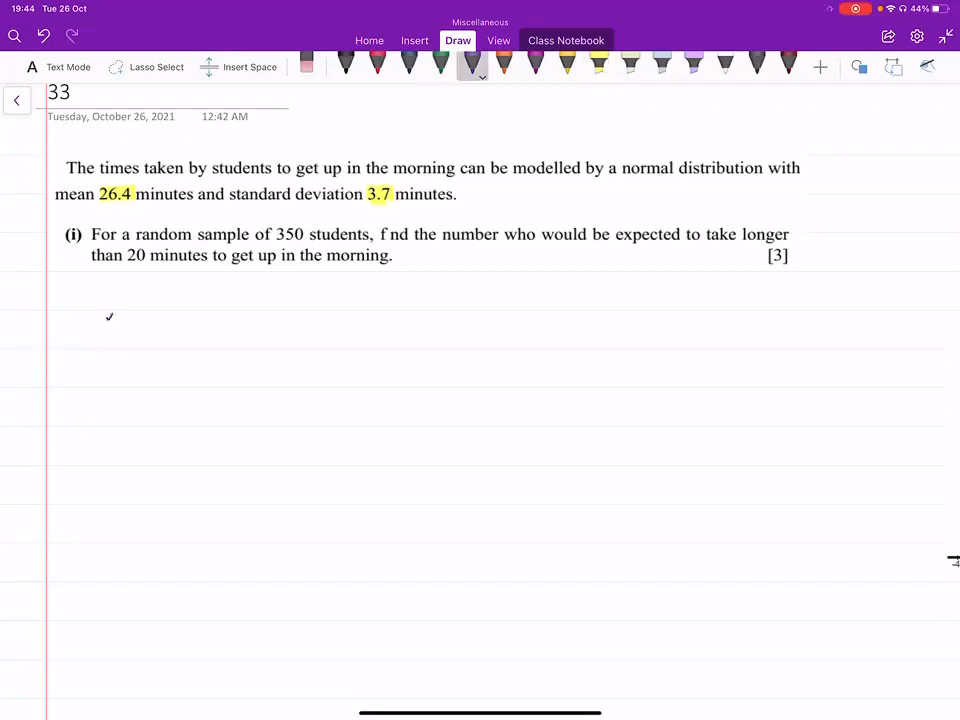 19:44 Tue 26 Oct
44%
Miscellaneous
Home Insert Draw View Class Notebook
A Text Mode Lasso Select Insert Space
33
Tuesday, October 26, 2021 12:42 AM
The times taken by students to get up in the morning can be modelled by a normal distribution with
mean 26.4 minutes and standard deviation 3.7 minutes.
(i) For a random sample of 350 students, f nd the number who would be expected to take longer
than 20 minutes to get up in the morning. [3]